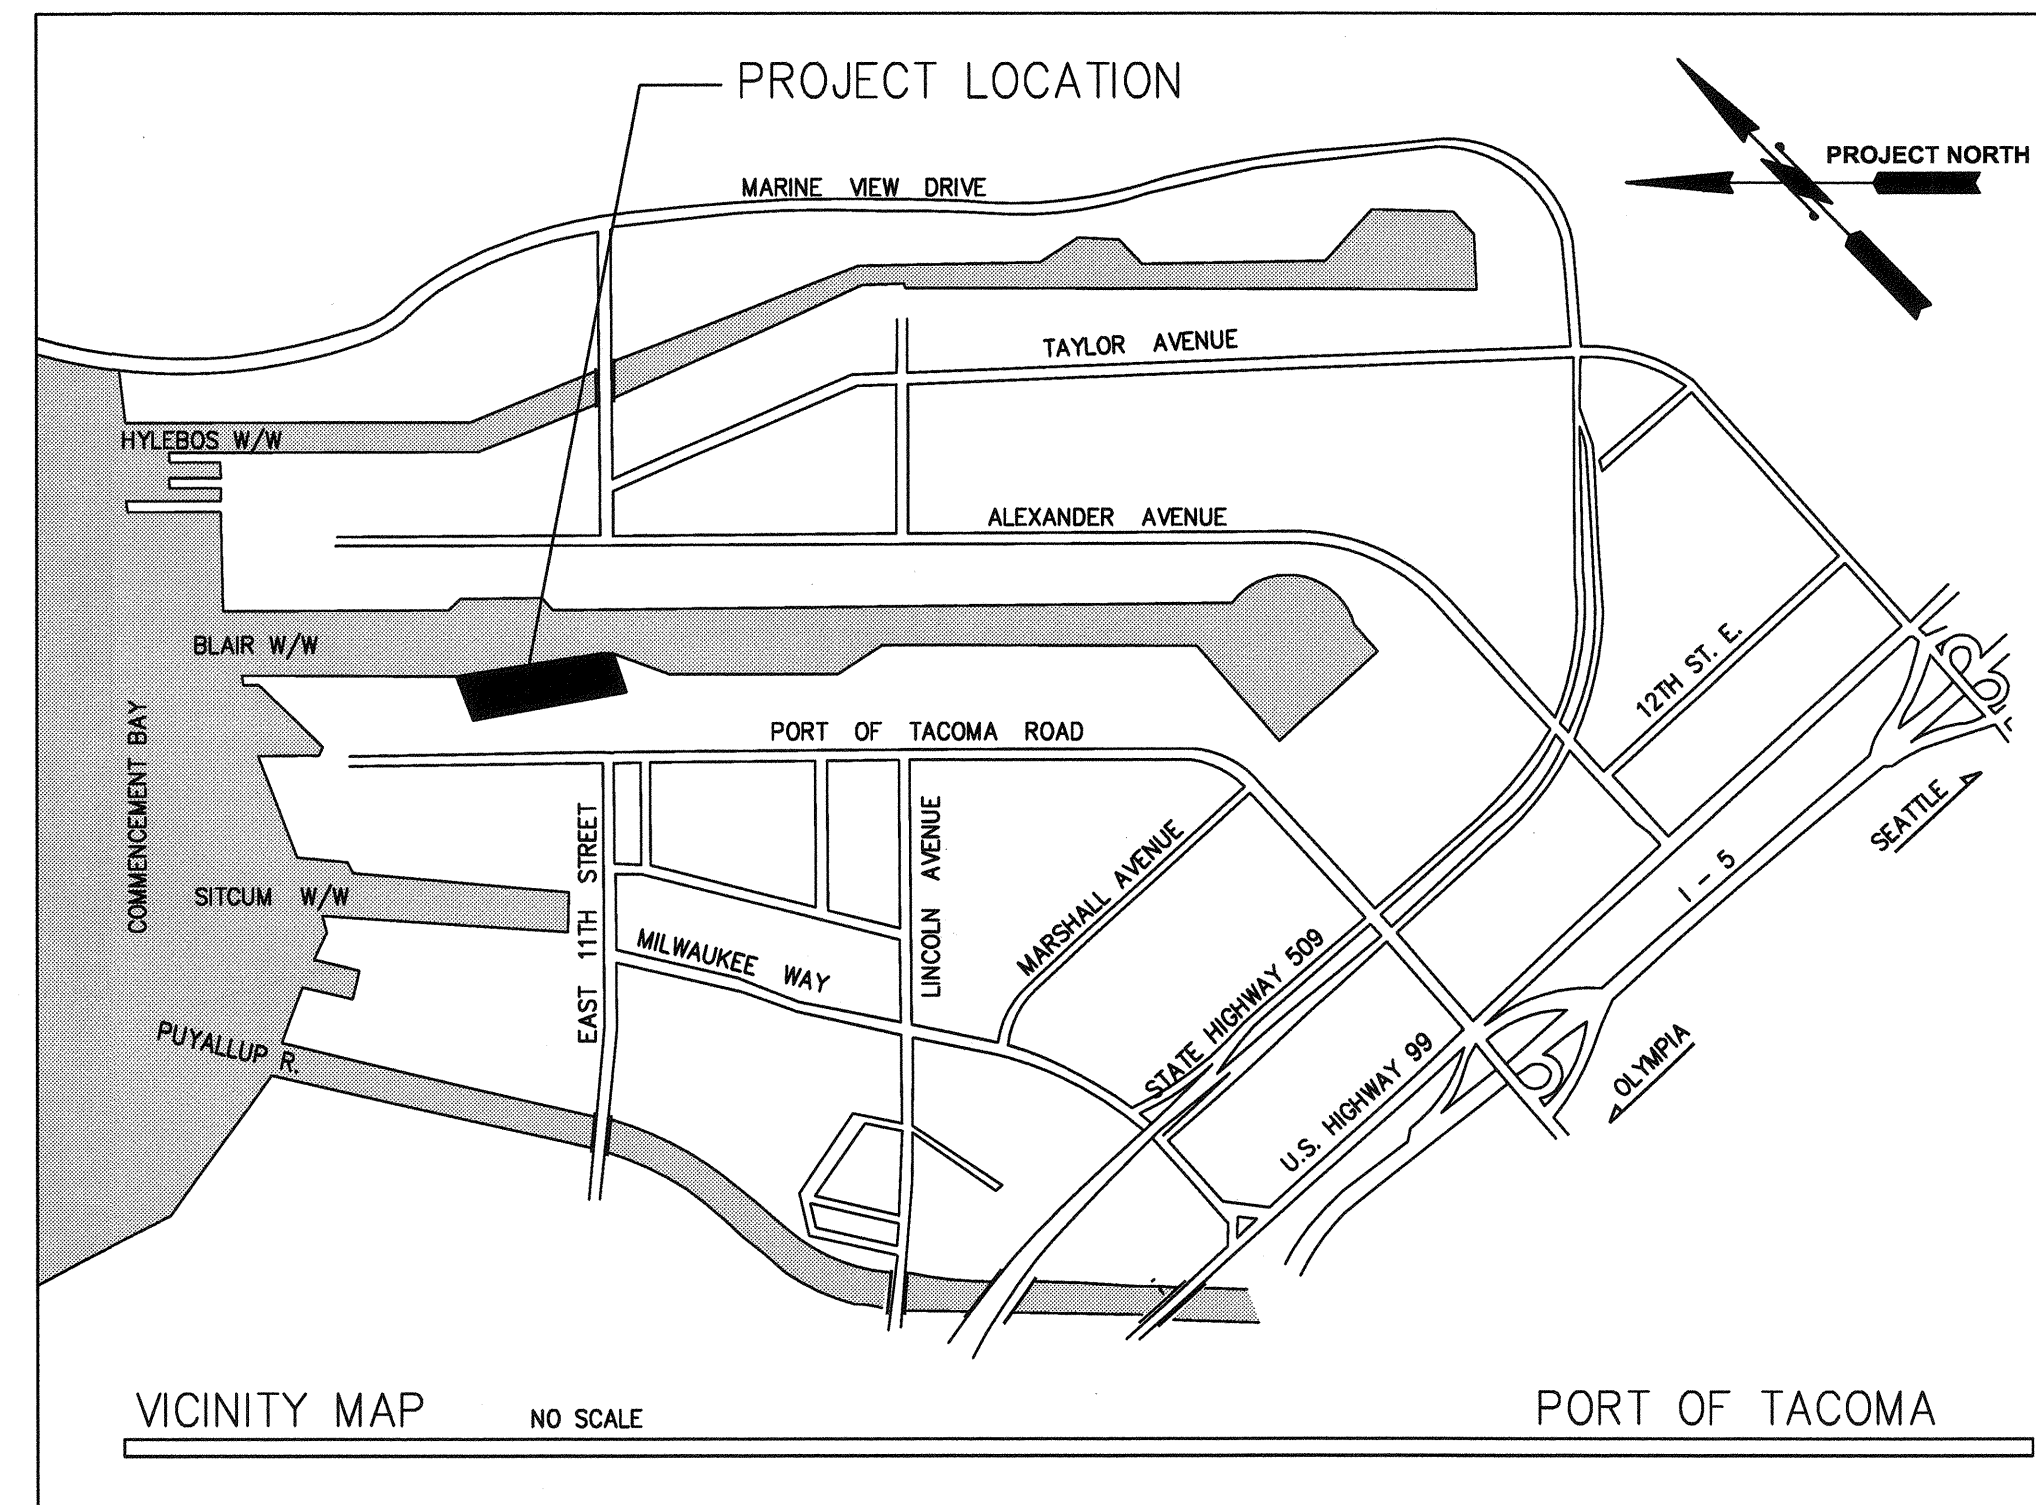 PROJECT LOCATION
PROJECT NORTH
MARINE VIEW DRIVE
TAYLOR AVENUE
HYLEBOS W/W
ALEXANDER AVENUE
BLAIR W/W
12TH ST. E.
COMMENCEMENT BAY
PORT OF TACOMA ROAD
SEATTLE
EAST 11TH STREET
LINCOLN AVENUE
MARSHALL AVENUE
I-5
SITCUM W/W
MILWAUKEE WAY
STATE HIGHWAY 509
PUYALLUP R.
U.S. HIGHWAY 99
OLYMPIA
VICINITY MAP
NO SCALE
PORT OF TACOMA